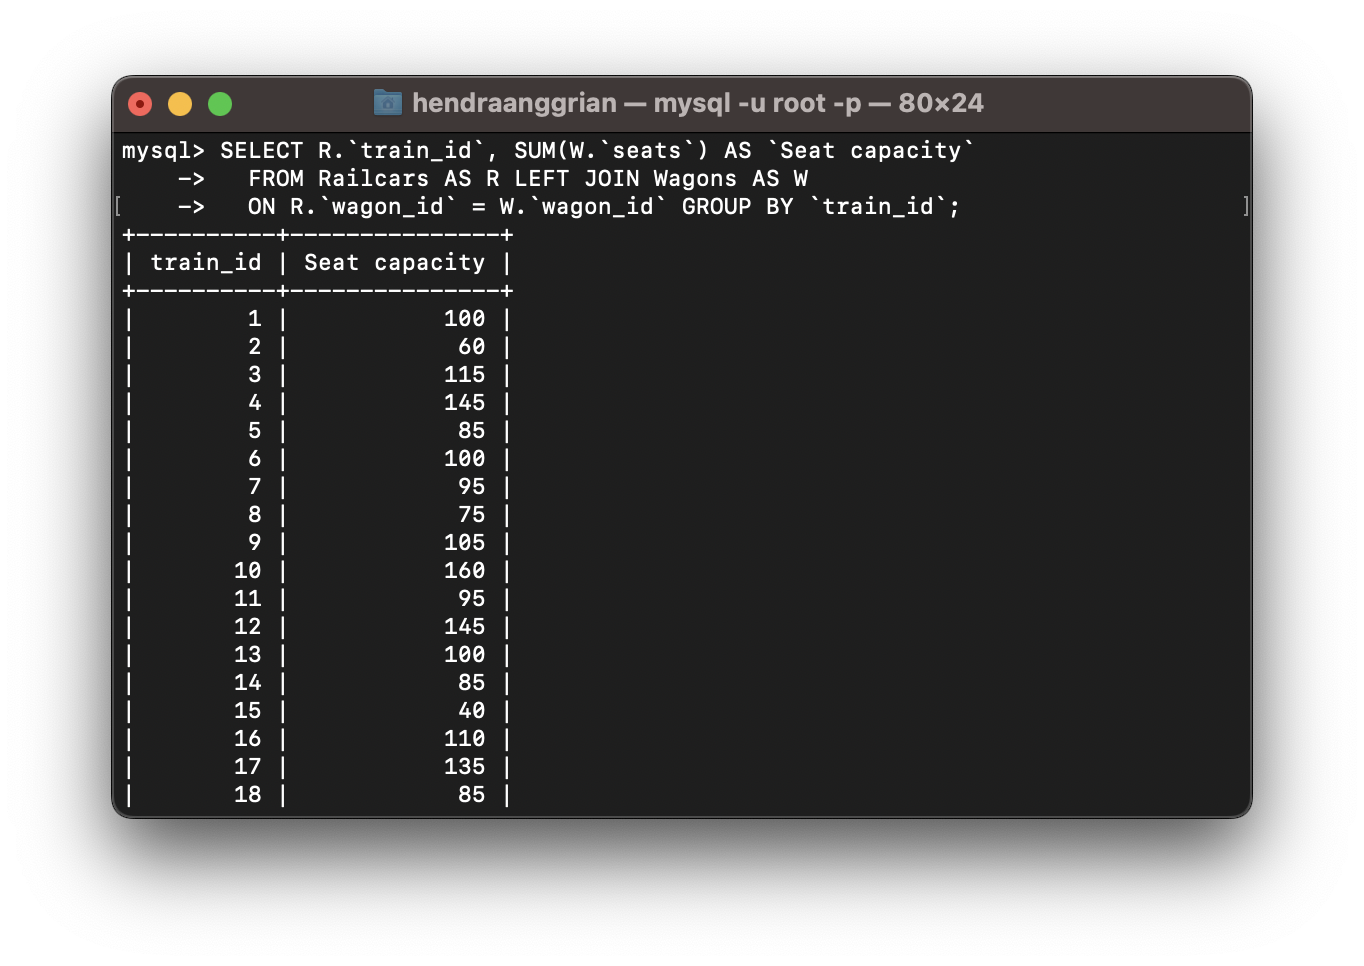 hendraanggrian — mysql -u root -p — 80×24
mysql> SELECT R.`train_id`, SUM(W.`seats`) AS `Seat capacity`
    ->   FROM Railcars AS R LEFT JOIN Wagons AS W
[    ->   ON R.`wagon_id` = W.`wagon_id` GROUP BY `train_id`; ]
+----------+---------------+
| train_id | Seat capacity |
+----------+---------------+
|        1 |           100 |
|        2 |            60 |
|        3 |           115 |
|        4 |           145 |
|        5 |            85 |
|        6 |           100 |
|        7 |            95 |
|        8 |            75 |
|        9 |           105 |
|       10 |           160 |
|       11 |            95 |
|       12 |           145 |
|       13 |           100 |
|       14 |            85 |
|       15 |            40 |
|       16 |           110 |
|       17 |           135 |
|       18 |            85 |